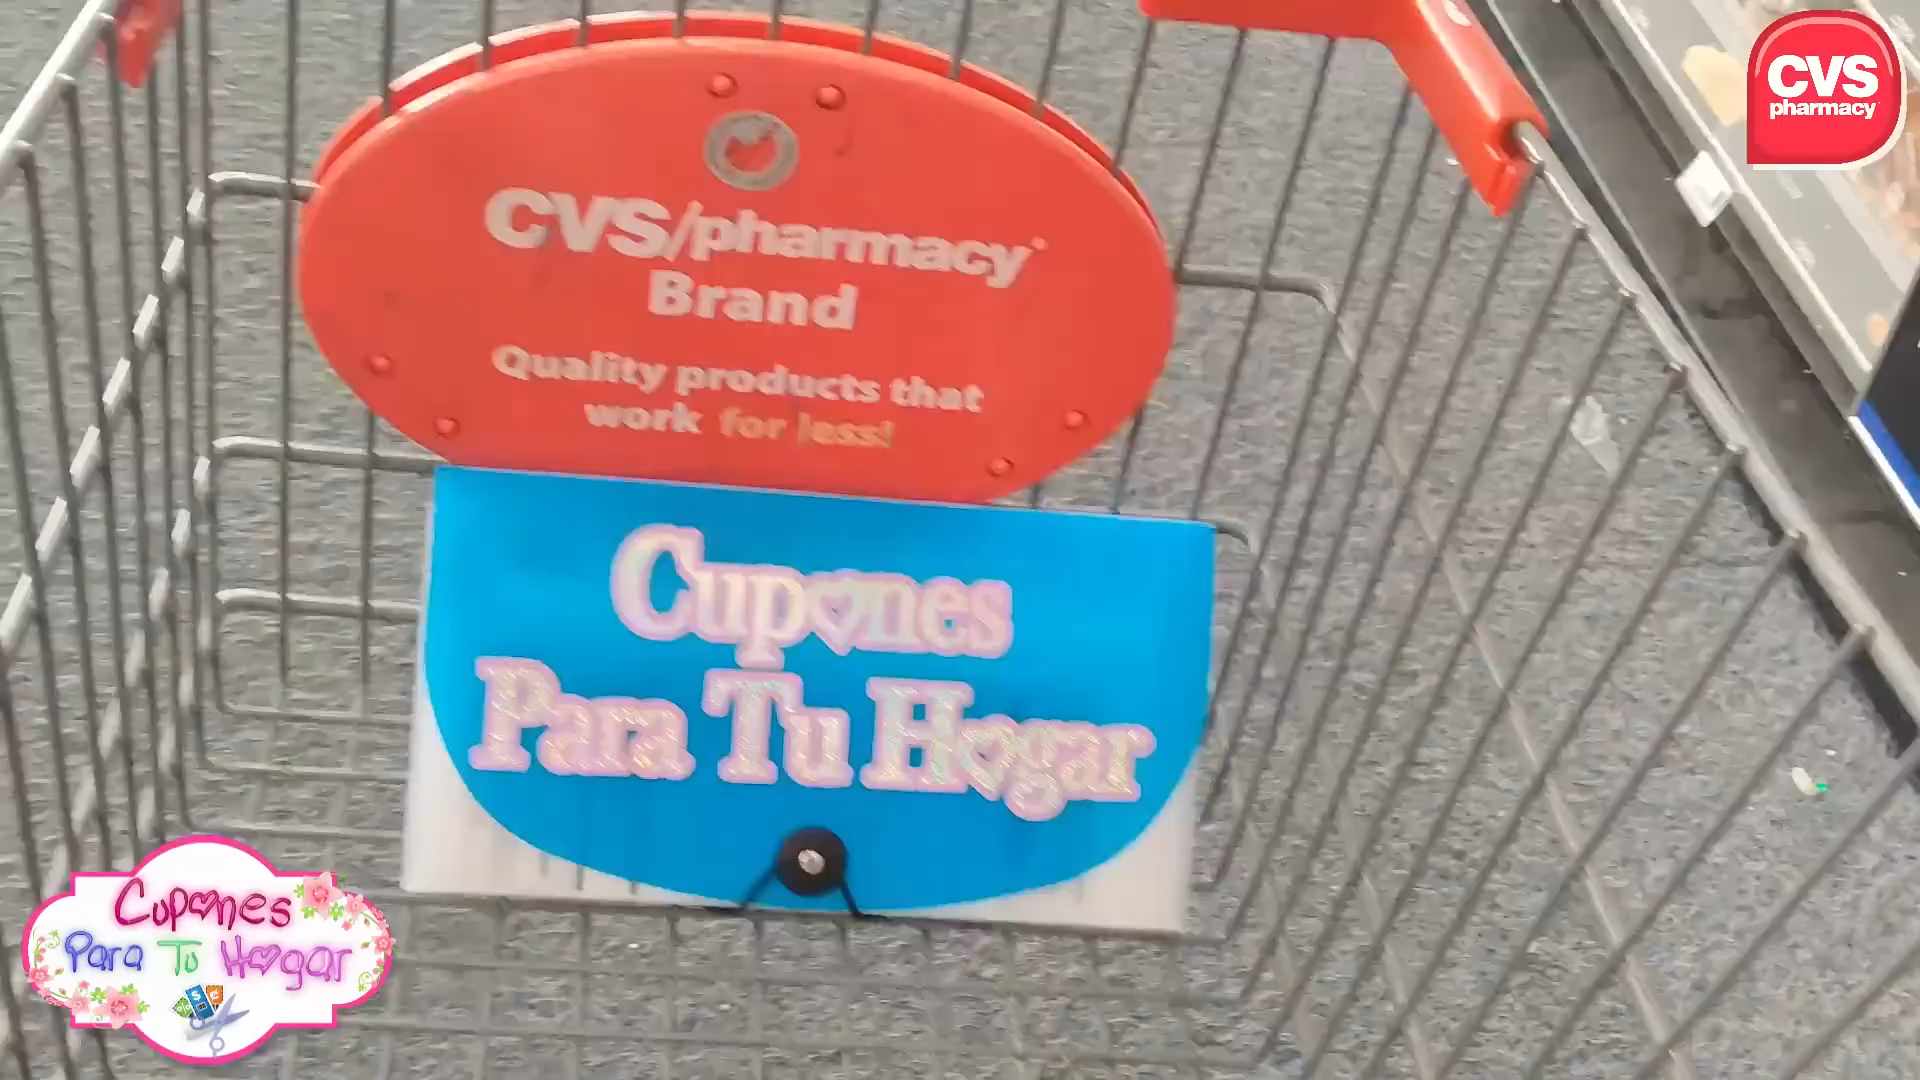 CVS
pharmacy
CVS/pharmacy
Brand
Quality products that
work for less!
Cupones
Para Tu Hogar
Cupones
Para Tu Hogar